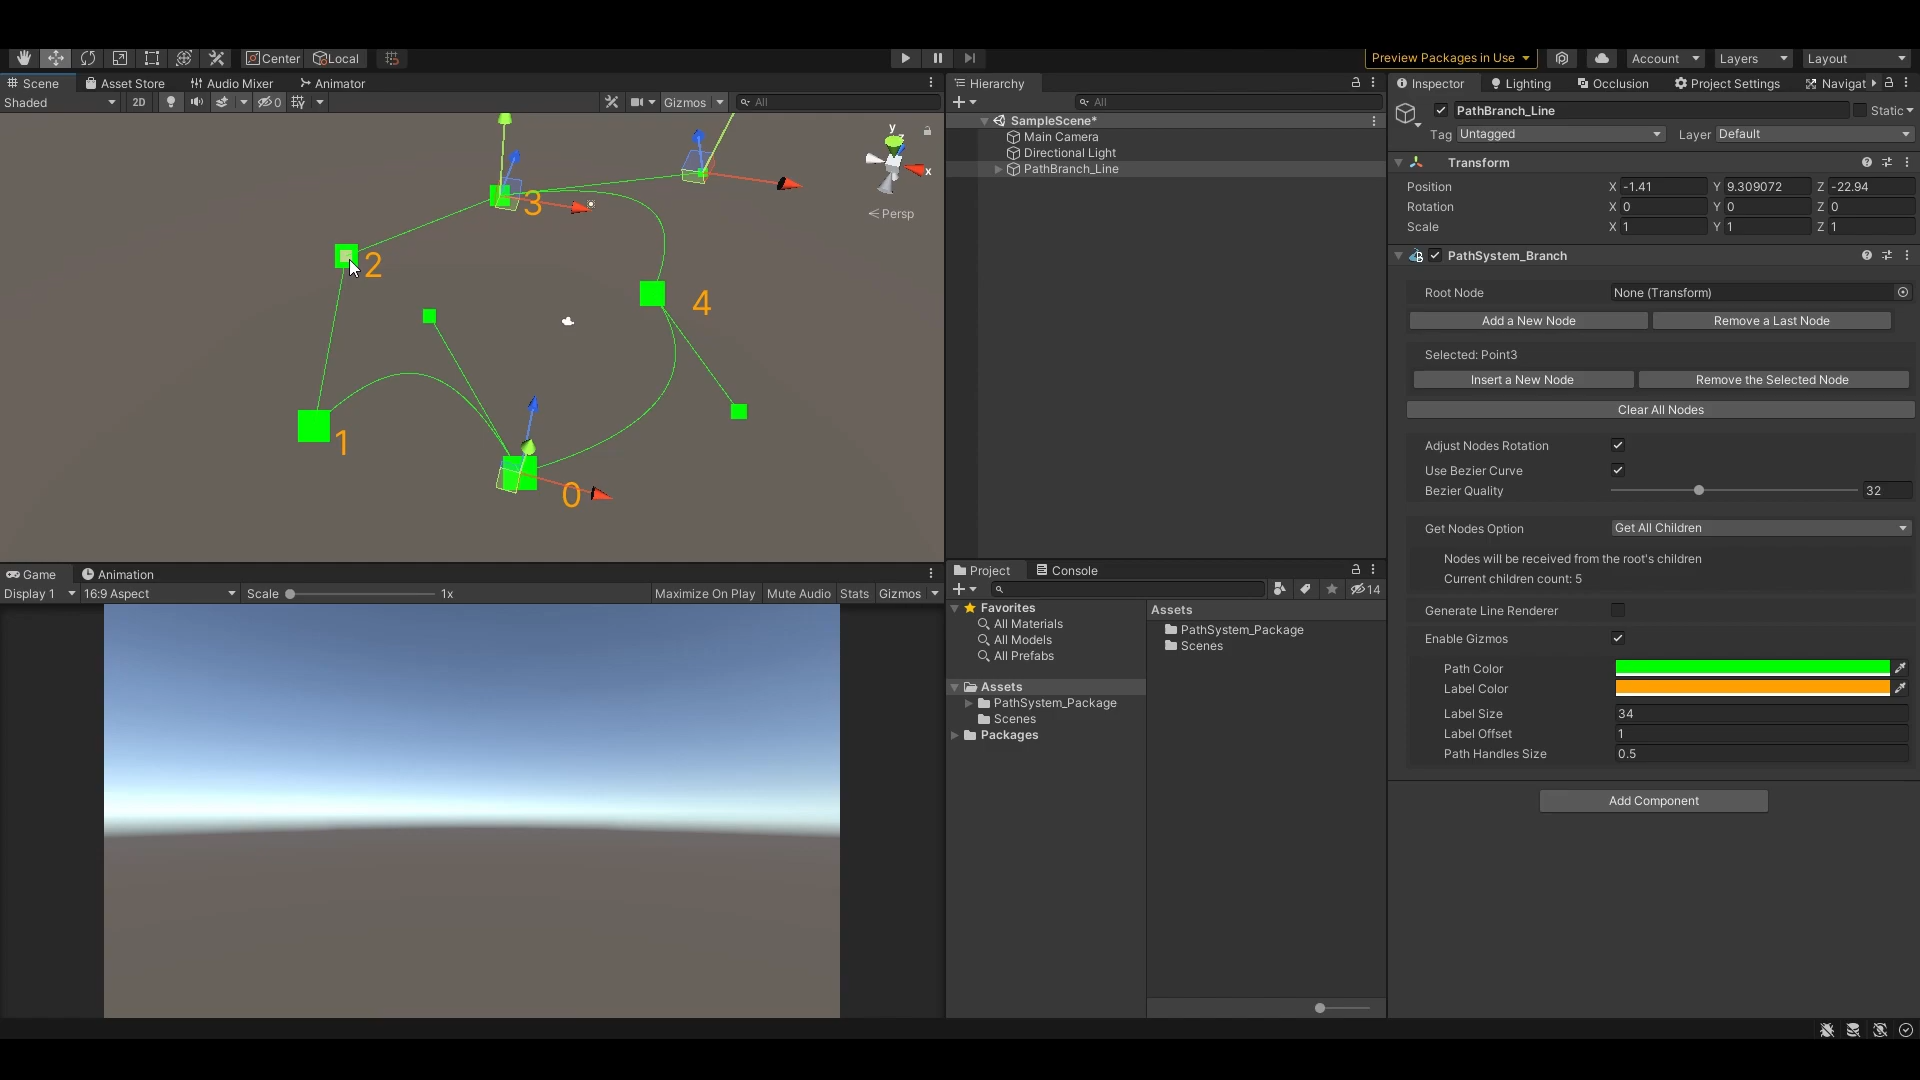 Center Local
Preview Packages in Use Account Layers Layout
Scene Asset Store Audio Mixer Animator
Shaded 2D 0 Gizmos All
y
x
Persp
3
2
4
1
0
Game Animation
Display 1 16:9 Aspect Scale 1x Maximize On Play Mute Audio Stats Gizmos
Hierarchy
All
SampleScene*
Main Camera
Directional Light
PathBranch_Line
Project Console
14
Favorites
All Materials
All Models
All Prefabs
Assets
PathSystem_Package
Scenes
Packages
Assets
PathSystem_Package
Scenes
Inspector Lighting Occlusion Project Settings Navigat
PathBranch_Line Static
Tag Untagged Layer Default
Transform
Position X -1.41 Y 9.309072 Z -22.94
Rotation X 0 Y 0 Z 0
Scale X 1 Y 1 Z 1
PathSystem_Branch
Root Node None (Transform)
Add a New Node Remove a Last Node
Selected: Point3
Insert a New Node Remove the Selected Node
Clear All Nodes
Adjust Nodes Rotation
Use Bezier Curve
Bezier Quality 32
Get Nodes Option Get All Children
Nodes will be received from the root's children
Current children count: 5
Generate Line Renderer
Enable Gizmos
Path Color
Label Color
Label Size 34
Label Offset 1
Path Handles Size 0.5
Add Component